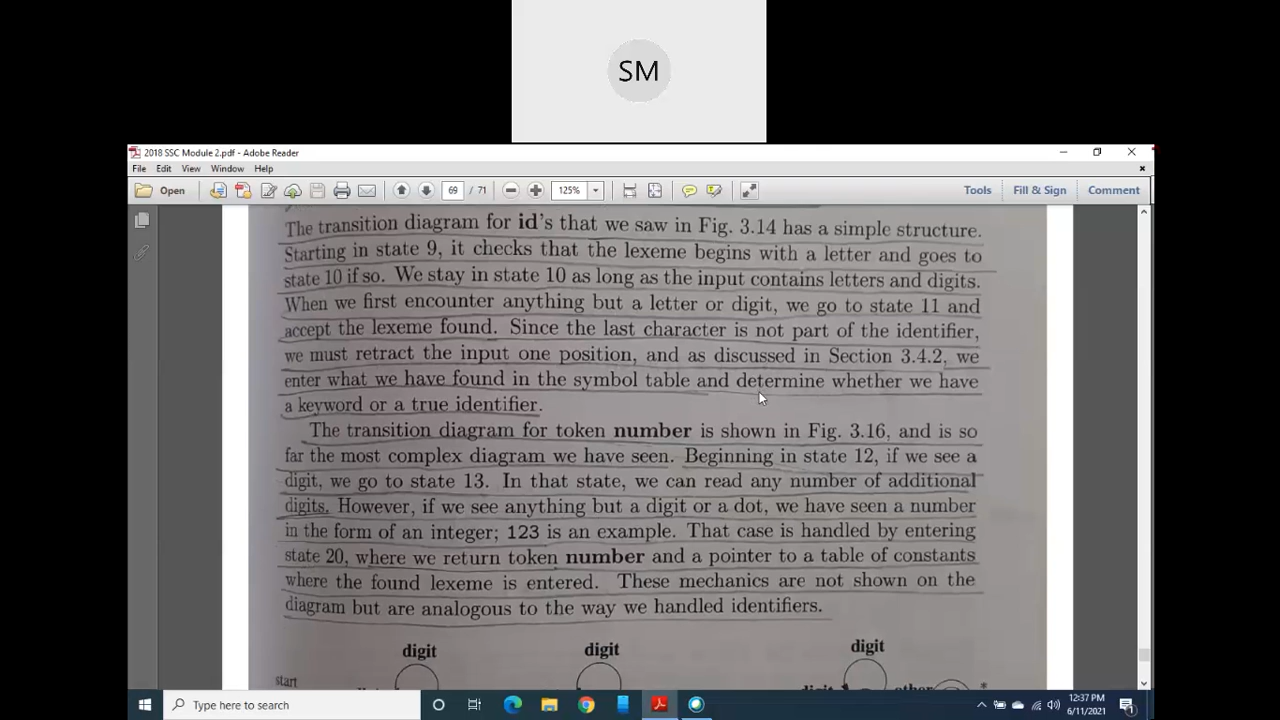 SM
2018 SSC Module 2.pdf - Adobe Reader
File Edit View Window Help
Open 69 / 71 125% Tools Fill & Sign Comment
The transition diagram for id's that we saw in Fig. 3.14 has a simple structure.
Starting in state 9, it checks that the lexeme begins with a letter and goes to
state 10 if so. We stay in state 10 as long as the input contains letters and digits.
When we first encounter anything but a letter or digit, we go to state 11 and
accept the lexeme found. Since the last character is not part of the identifier,
we must retract the input one position, and as discussed in Section 3.4.2, we
enter what we have found in the symbol table and determine whether we have
a keyword or a true identifier.
The transition diagram for token number is shown in Fig. 3.16, and is so
far the most complex diagram we have seen. Beginning in state 12, if we see a
digit, we go to state 13. In that state, we can read any number of additional
digits. However, if we see anything but a digit or a dot, we have seen a number
in the form of an integer; 123 is an example. That case is handled by entering
state 20, where we return token number and a pointer to a table of constants
where the found lexeme is entered. These mechanics are not shown on the
diagram but are analogous to the way we handled identifiers.
digit digit digit
start other *
Type here to search
12:37 PM
6/11/2021